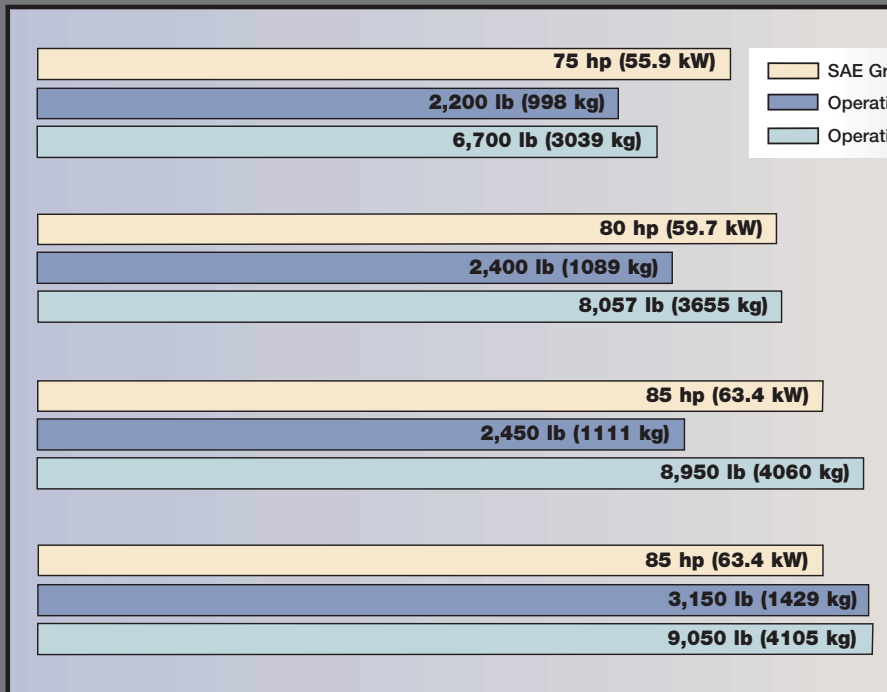 75 hp (55.9 kW)
2,200 lb (998 kg)
6,700 lb (3039 kg)
SAE
80 hp (59.7 kW)
2,400 lb (1089 kg)
8,057 lb (3655 kg)
85 hp (63.4 kW)
2,450 lb (1111 kg)
8,950 lb (4060 kg)
85 hp (63.4 kW)
3,150 lb (1429 kg)
9,050 lb (4105 kg)